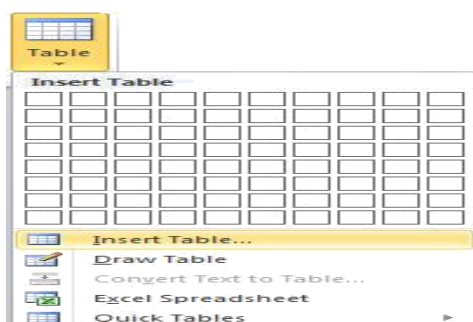 Table
Insert Table
Insert Table...
Draw Table
Convert Text to Table...
Excel Spreadsheet
Quick Tables